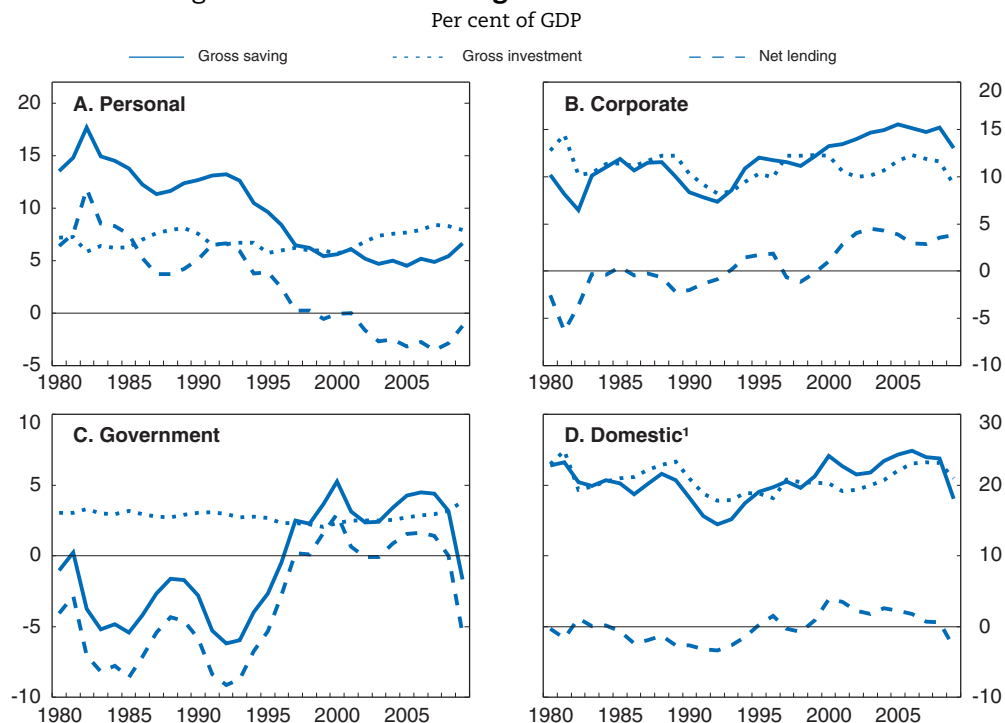 Per cent of GDP
Gross saving Gross investment Net lending
A. Personal
20
15
10
5
0
-5
1980 1985 1990 1995 2000 2005
B. Corporate
20
15
10
5
0
-5
-10
1980 1985 1990 1995 2000 2005
C. Government
10
5
0
-5
-10
1980 1985 1990 1995 2000 2005
D. Domestic¹
30
20
10
0
-10
1980 1985 1990 1995 2000 2005